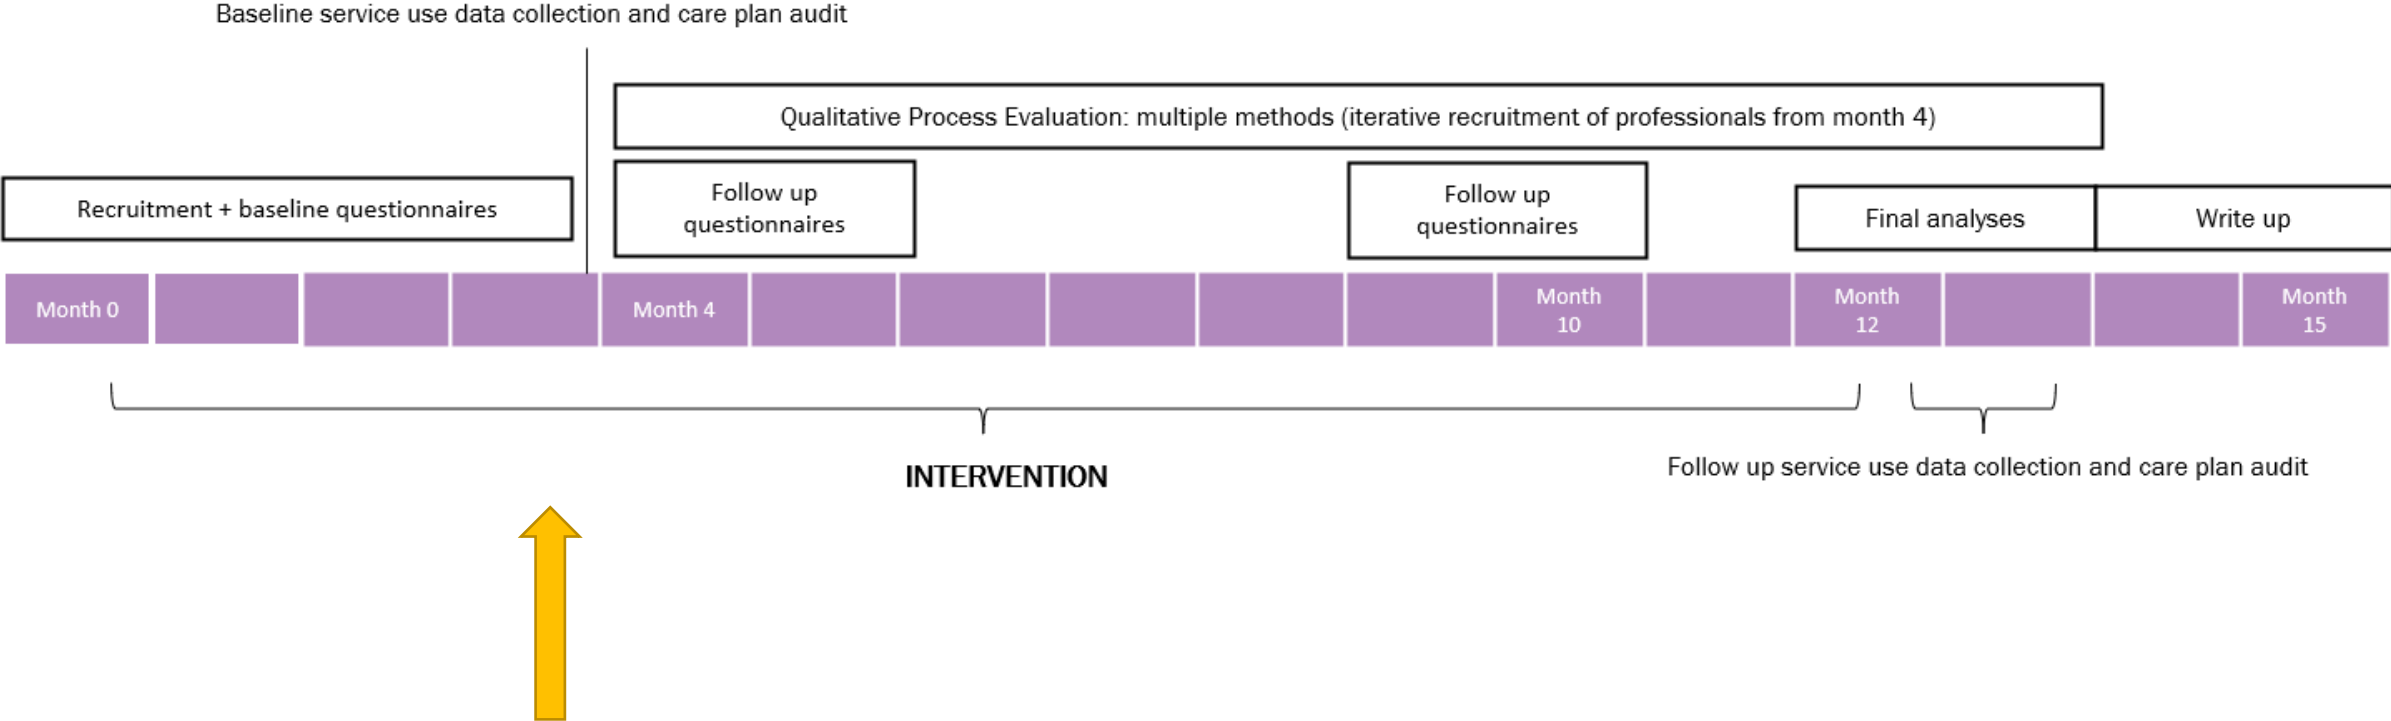 Baseline service use data collection and care plan audit
Qualitative Process Evaluation: multiple methods (iterative recruitment of professionals from month 4)
Recruitment + baseline questionnaires
Follow up
questionnaires
Follow up
questionnaires
Final analyses
Write up
Month 0
Month 4
Month
10
Month
12
Month
15
INTERVENTION
Follow up service use data collection and care plan audit